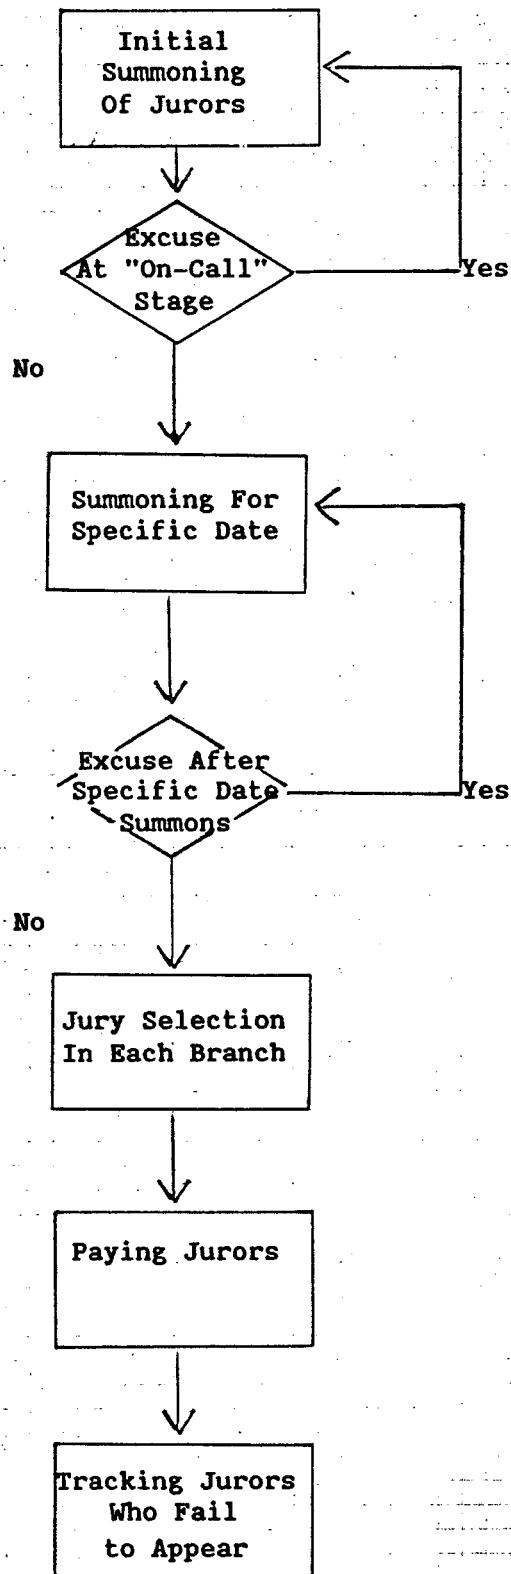 Initial
Summoning
Of Jurors
Excuse
At "On-Call"
Stage
Yes
No
Summoning For
Specific Date
Excuse After
Specific Date
Summons
Yes
No
Jury Selection
In Each Branch
Paying Jurors
Tracking Jurors
Who Fail
to Appear